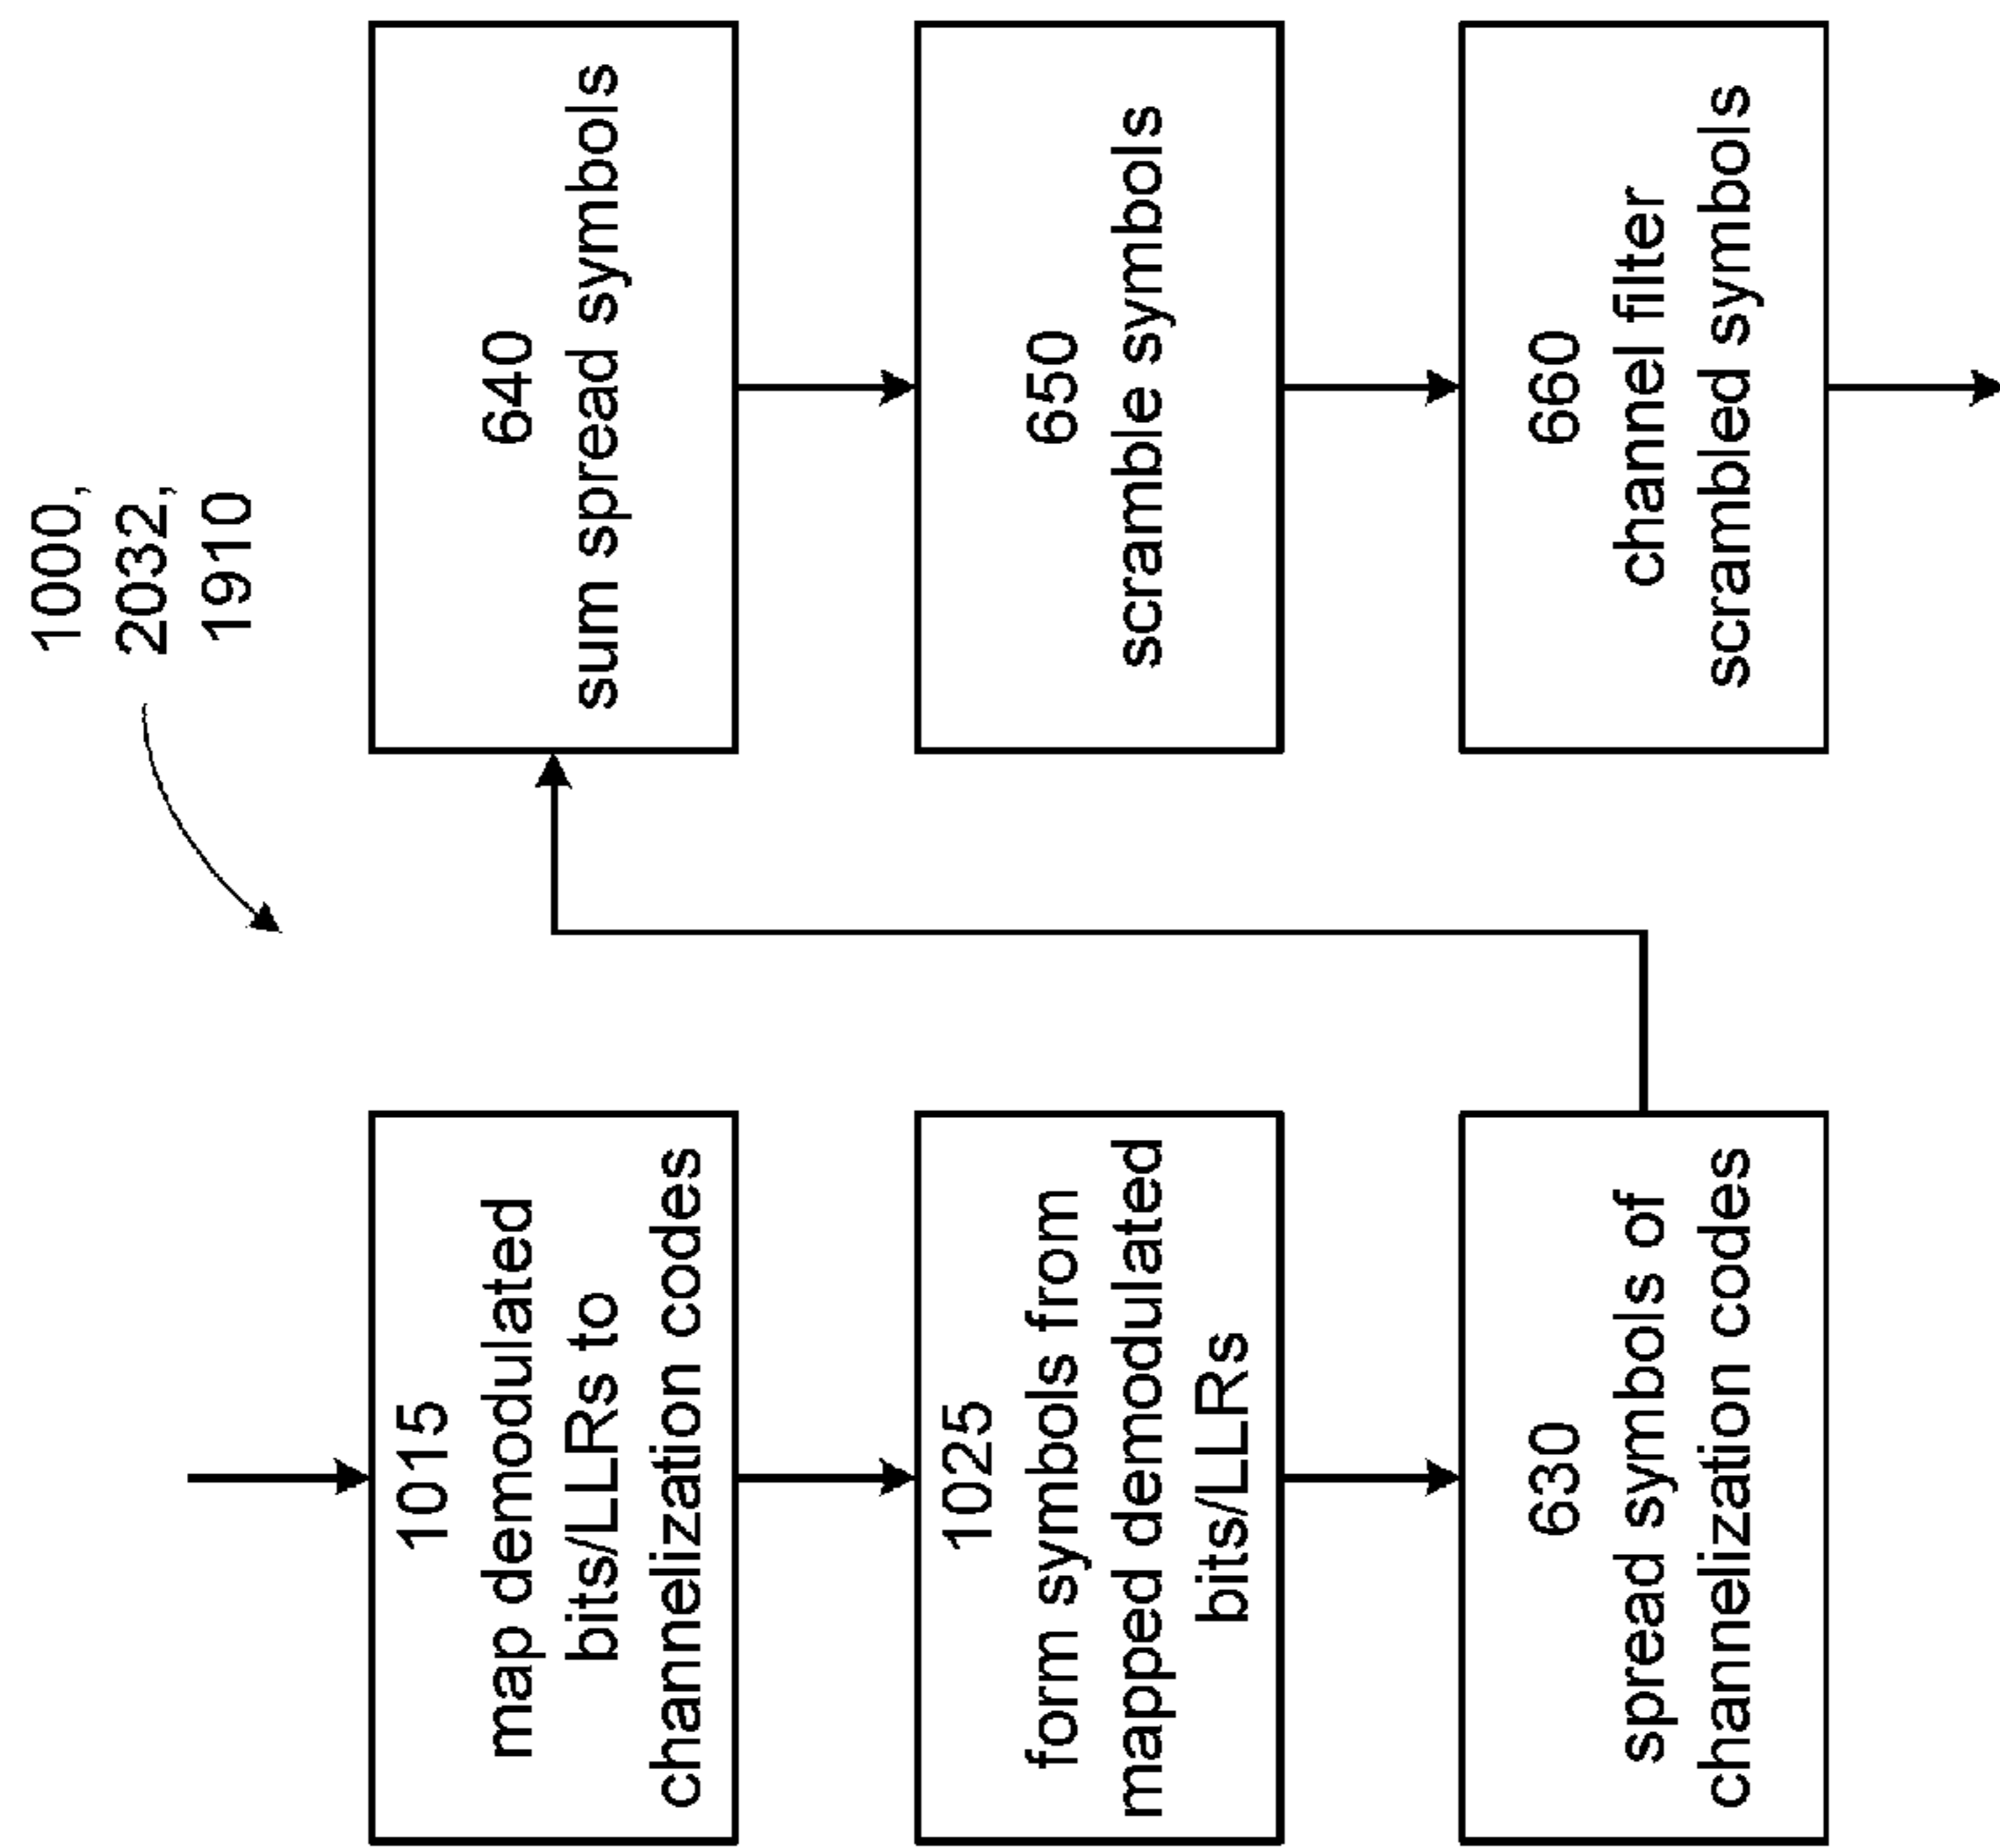 1000,
2032,
1910
1015
map demodulated
bits/LLRs to
channelization codes
1025
form symbols from
mapped demodulated
bits/LLRs
630
spread symbols of
channelization codes
640
sum spread symbols
650
scramble symbols
660
channel filter
scrambled symbols